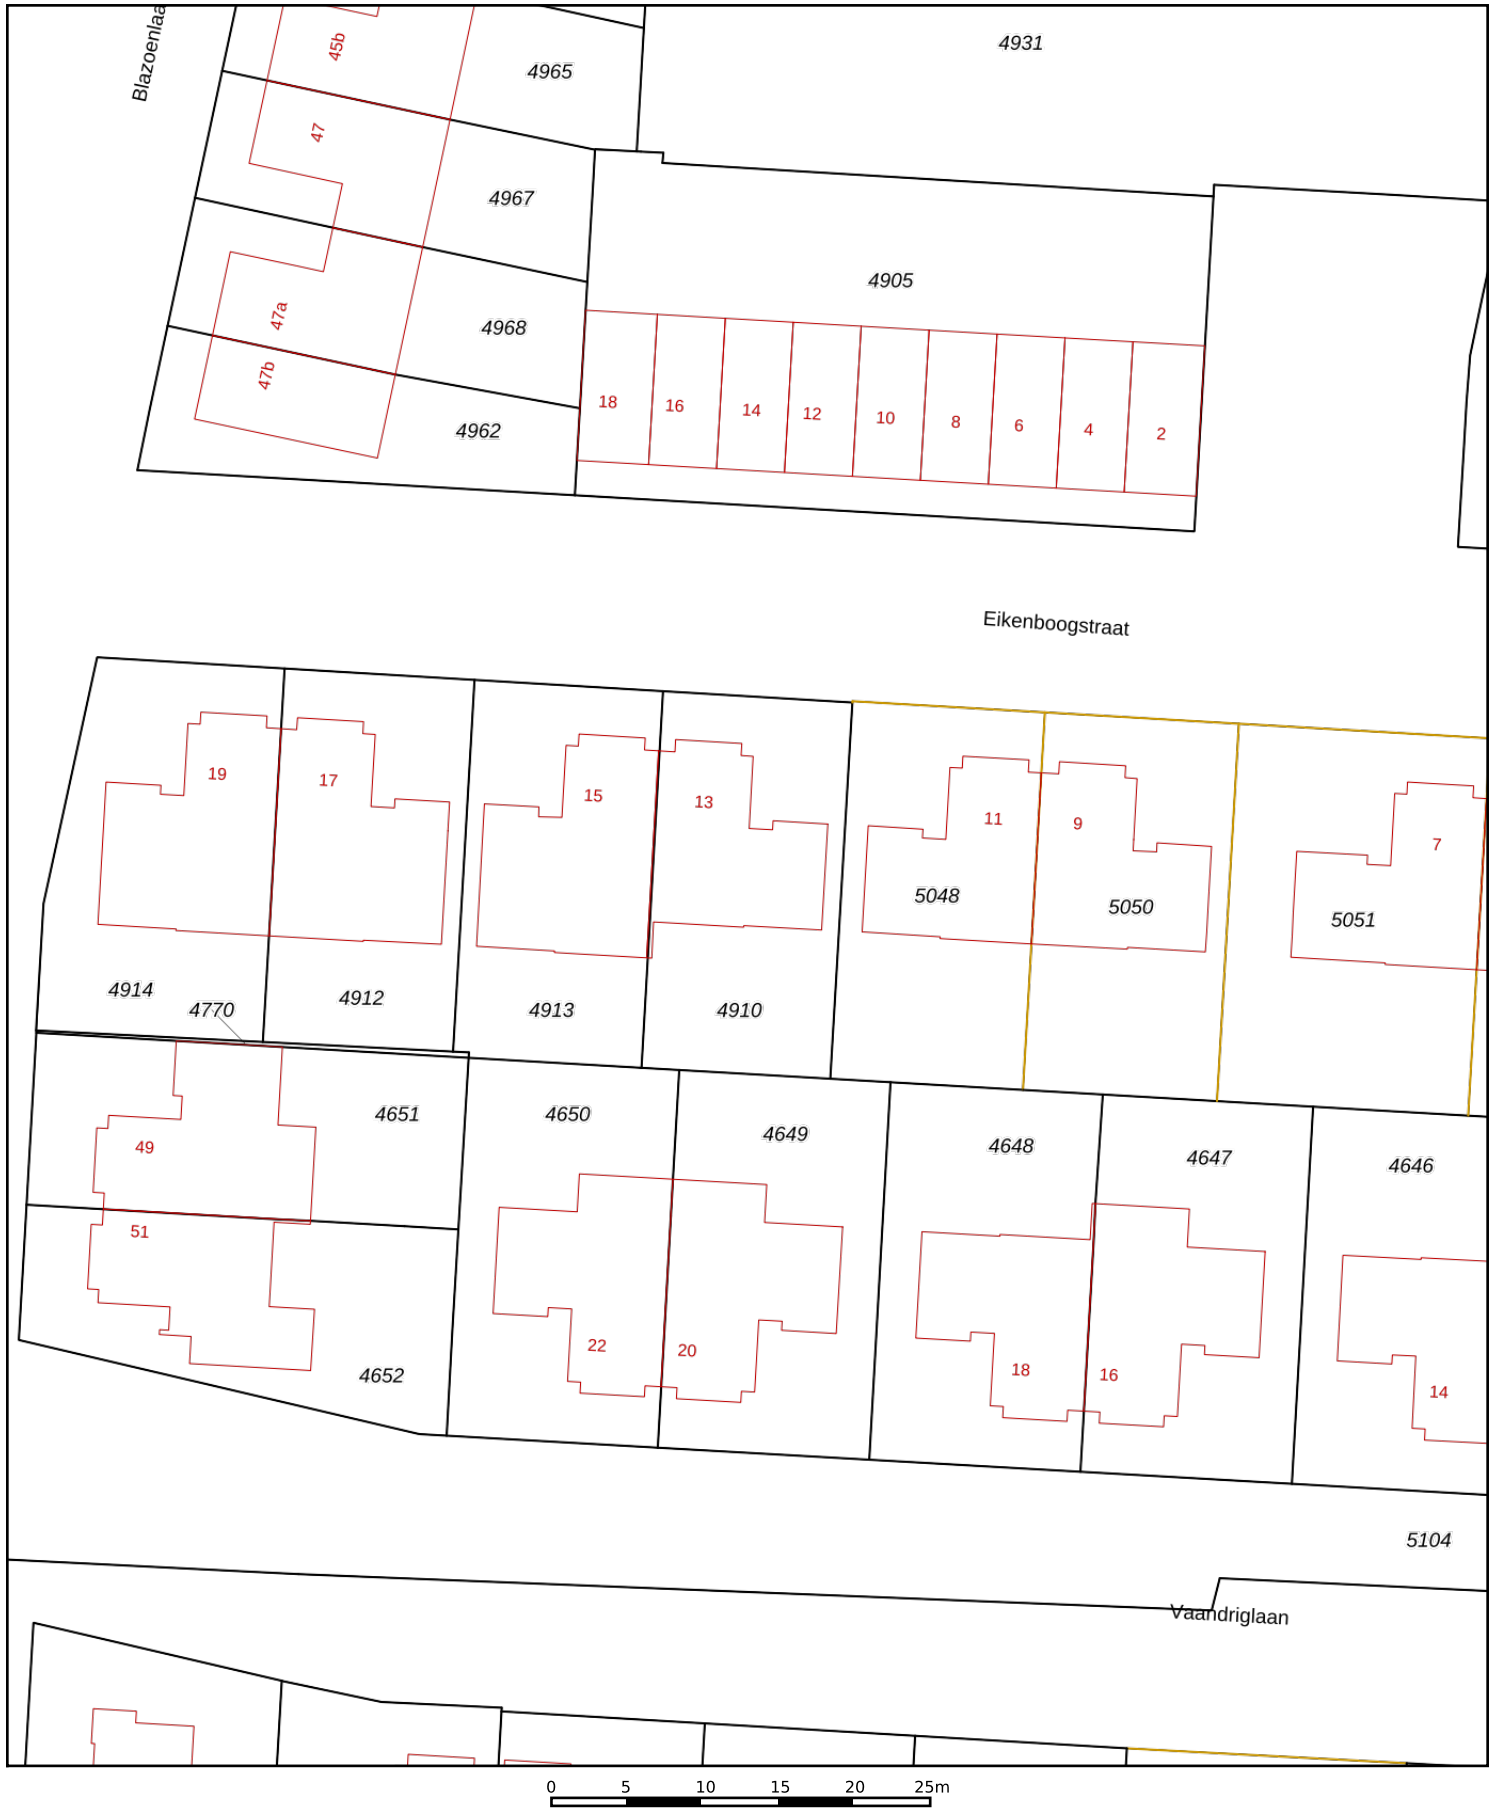 4931
Blazoenlaa
45b
4965
47
4967
4905
47a
4968
47b
4962
18 16 14 12 10 8 6 4 2
Eikenboogstraat
19 17 15 13 11 9 7
5048 5050 5051
4914 4770 4912 4913 4910
4651 4650 4649 4648 4647 4646
49
51
22 20 18 16 14
4652
5104
Vaandriglaan
0 5 10 15 20 25m